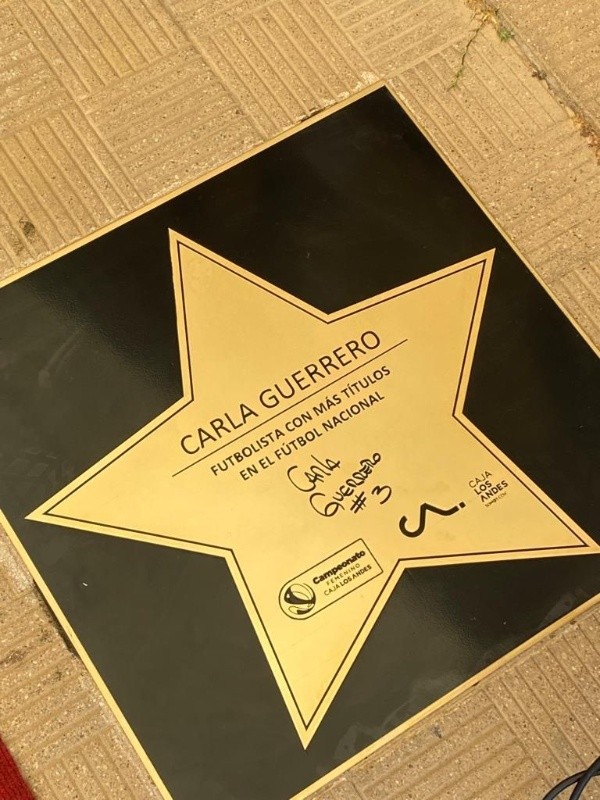 CARLA GUERRERO
FUTBOLISTA CON MÁS TÍTULOS
EN EL FÚTBOL NACIONAL
CARLA
GUERRERO
#3
CAJA
LOS
ANDES
Campeonato
FEMENINO
CAJA LOS ANDES